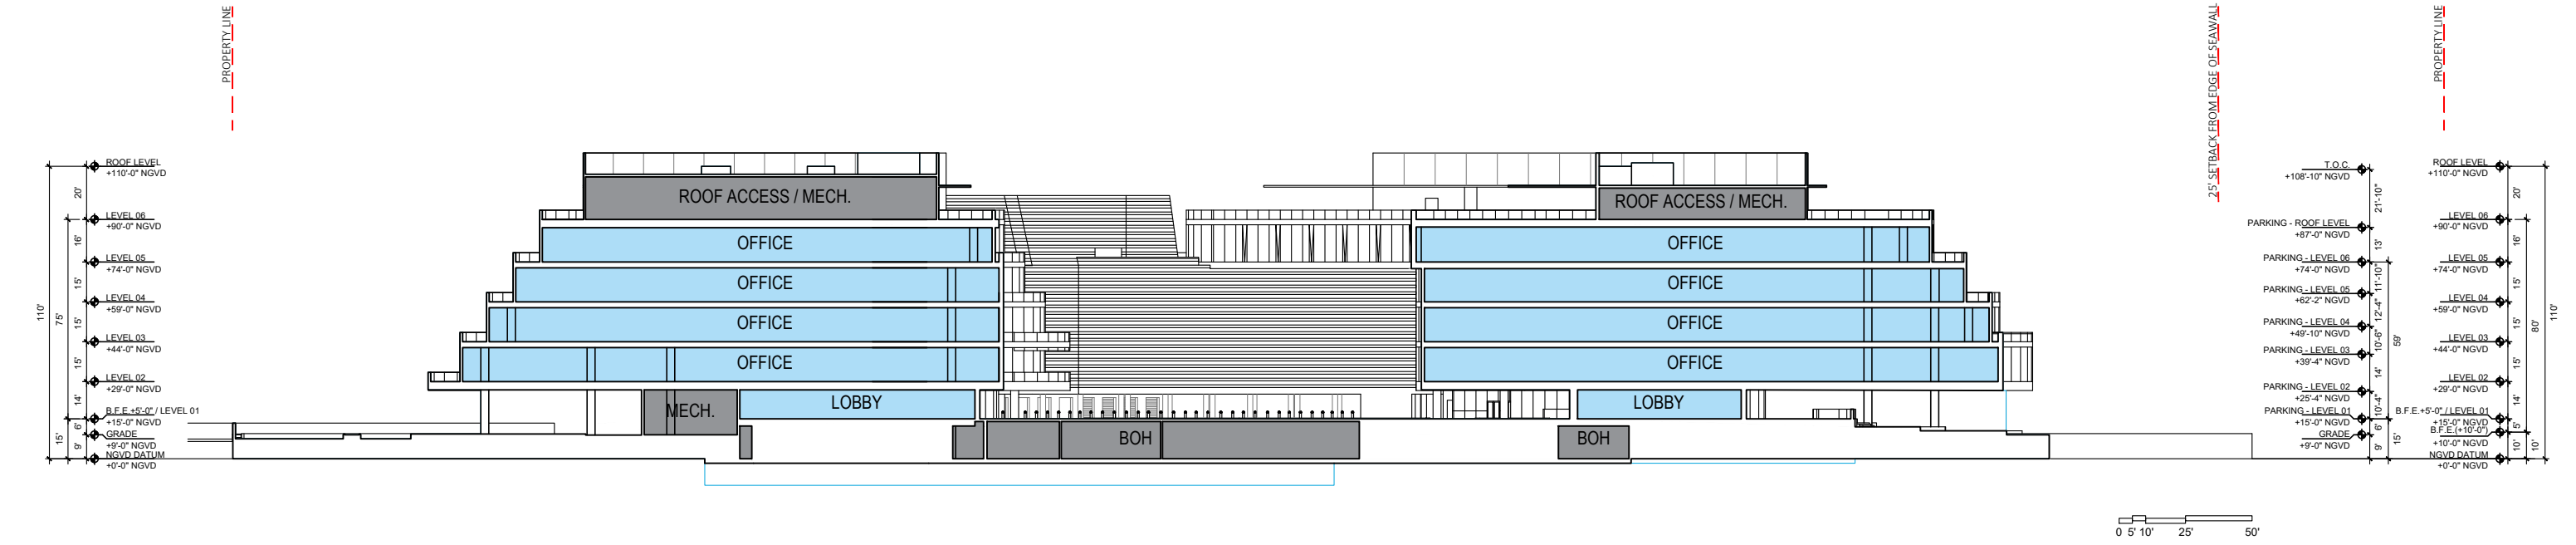 PROPERTY LINE
25' SETBACK FROM EDGE OF SEAWALL
PROPERTY LINE
ROOF LEVEL
+110'-0" NGVD
LEVEL 06
+90'-0" NGVD
LEVEL 05
+74'-0" NGVD
LEVEL 04
+59'-0" NGVD
LEVEL 03
+44'-0" NGVD
LEVEL 02
+29'-0" NGVD
B.F.E.+5'-0" / LEVEL 01
+15'-0" NGVD
GRADE
+9'-0" NGVD
NGVD DATUM
+0'-0" NGVD
110'
75'
15'
20'
16'
15'
15'
15'
14'
6'
9'
ROOF ACCESS / MECH.
OFFICE
OFFICE
OFFICE
OFFICE
MECH.
LOBBY
BOH
ROOF ACCESS / MECH.
OFFICE
OFFICE
OFFICE
OFFICE
LOBBY
BOH
T.O.C.
+108'-10" NGVD
PARKING - ROOF LEVEL
+87'-0" NGVD
PARKING - LEVEL 06
+74'-0" NGVD
PARKING - LEVEL 05
+62'-2" NGVD
PARKING - LEVEL 04
+49'-10" NGVD
PARKING - LEVEL 03
+39'-4" NGVD
PARKING - LEVEL 02
+25'-4" NGVD
PARKING - LEVEL 01
+15'-0" NGVD
GRADE
+9'-0" NGVD
21'-10"
13'
11'-10"
12'-4"
10'-6"
14'
10'-4"
6'
9'
59'
15'
ROOF LEVEL
+110'-0" NGVD
LEVEL 06
+90'-0" NGVD
LEVEL 05
+74'-0" NGVD
LEVEL 04
+59'-0" NGVD
LEVEL 03
+44'-0" NGVD
LEVEL 02
+29'-0" NGVD
B.F.E.+5'-0" / LEVEL 01
+15'-0" NGVD
B.F.E.(+10'-0")
+10'-0" NGVD
NGVD DATUM
+0'-0" NGVD
20'
16'
15'
15'
15'
14'
5'
10'
80'
10'
110'
0 5' 10' 25' 50'